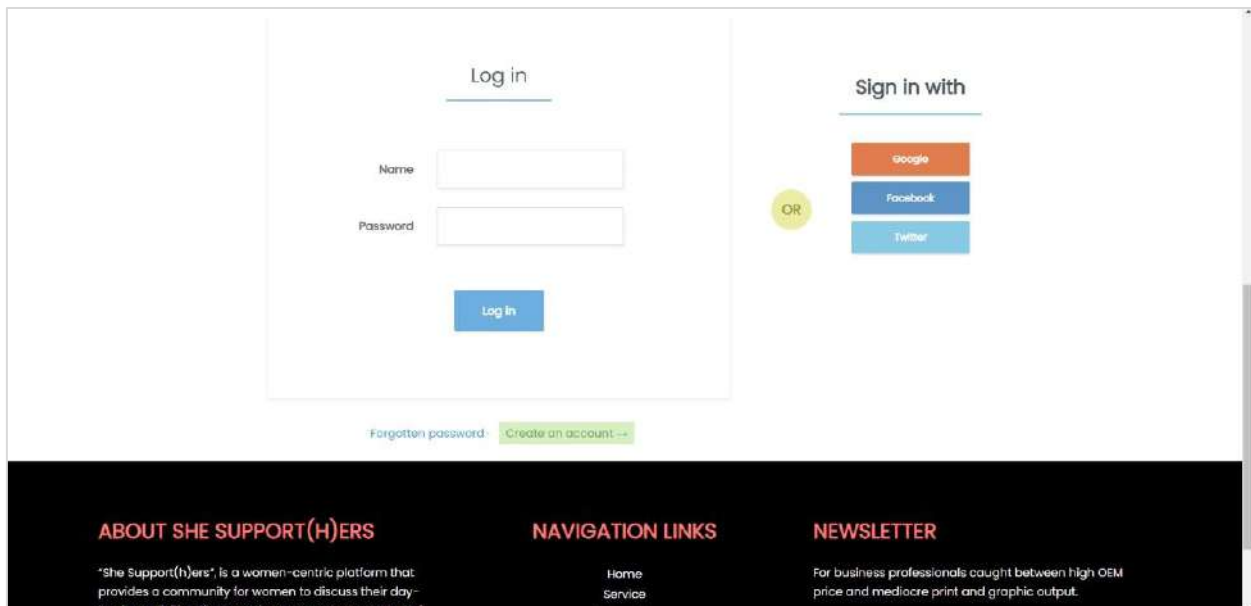 Log in
Name
Password
Log in
OR
Sign in with
Google
Facebook
Twitter
Forgotten password Create an account →
ABOUT SHE SUPPORT(H)ERS
"She Support(h)ers", is a women-centric platform that
provides a community for women to discuss their day-
NAVIGATION LINKS
Home
Service
NEWSLETTER
For business professionals caught between high OEM
price and mediocre print and graphic output.